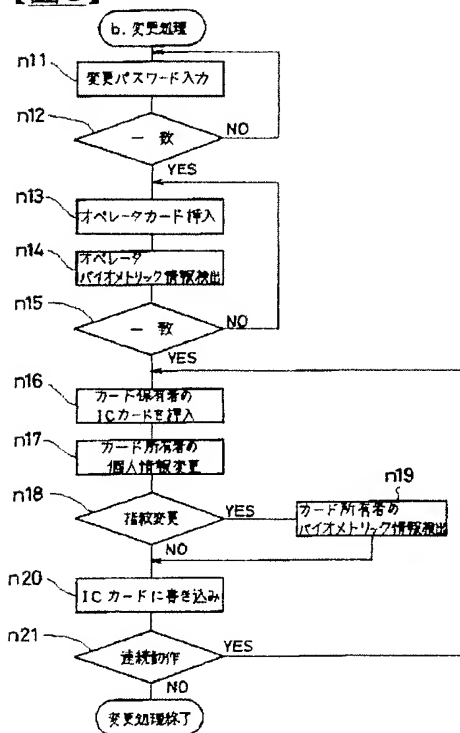 b. 変更処理
n11
変更パスワード入力
n12
一致
NO
YES
n13
オペレータカード挿入
n14
オペレータ
バイオメトリック情報検出
n15
一致
NO
YES
n16
カード保有者の
ICカードを挿入
n17
カード所有者の
個人情報変更
n18
指紋変更
YES
n19
カード所有者の
バイオメトリック情報検出
NO
n20
ICカードに書き込み
n21
連続動作
YES
NO
変更処理終了